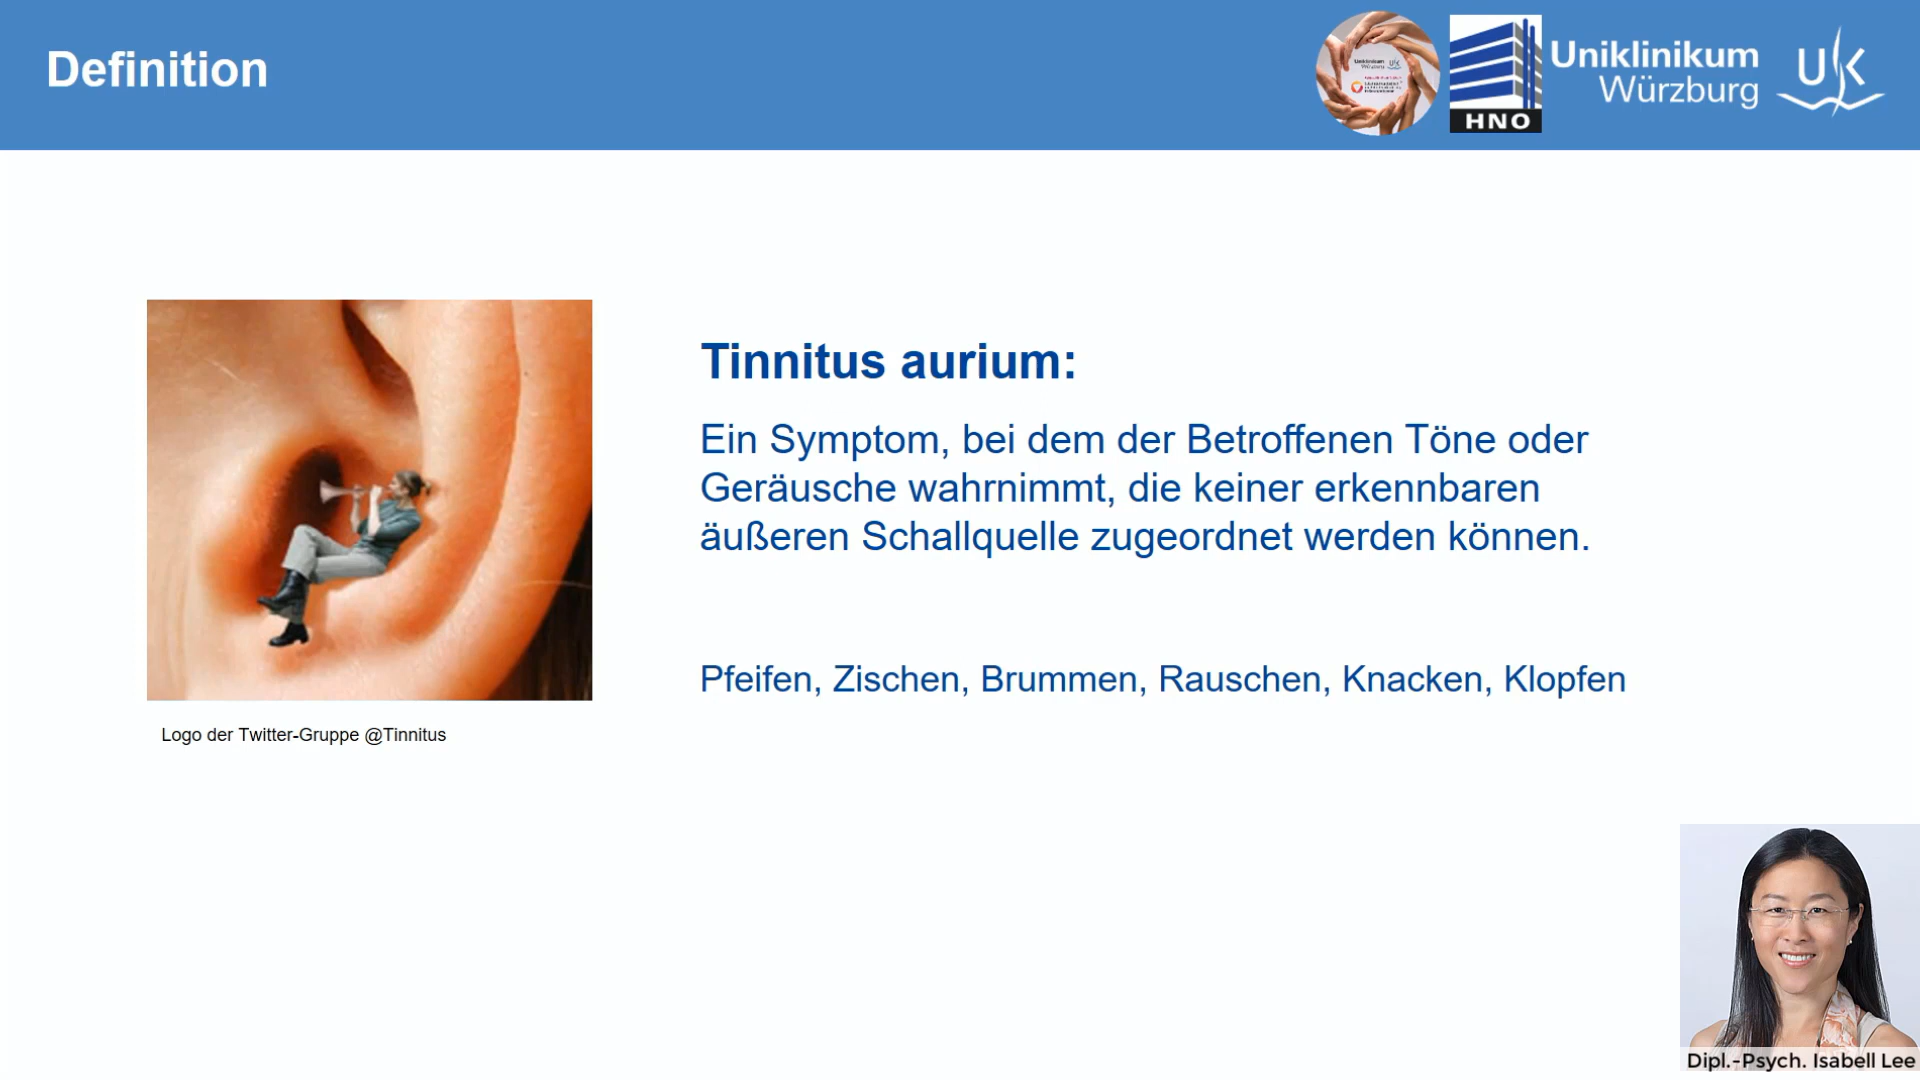 Definition
Uniklinikum
Würzburg
HNO
Uniklinikum
Würzburg
Tinnitus aurium:
Ein Symptom, bei dem der Betroffenen Töne oder
Geräusche wahrnimmt, die keiner erkennbaren
äußeren Schallquelle zugeordnet werden können.
Pfeifen, Zischen, Brummen, Rauschen, Knacken, Klopfen
Logo der Twitter-Gruppe @Tinnitus
Dipl.-Psych. Isabell Lee